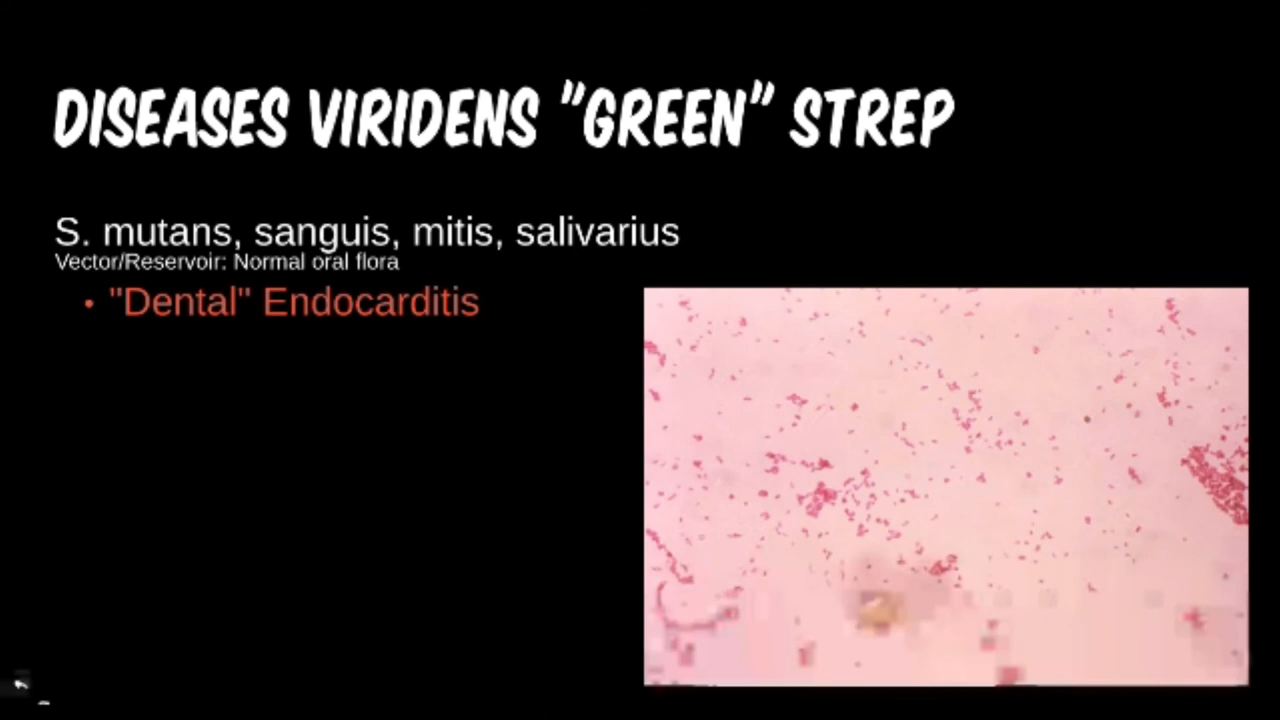 DISEASES VIRIDENS "GREEN" STREP
S. mutans, sanguis, mitis, salivarius
Vector/Reservoir: Normal oral flora
• "Dental" Endocarditis